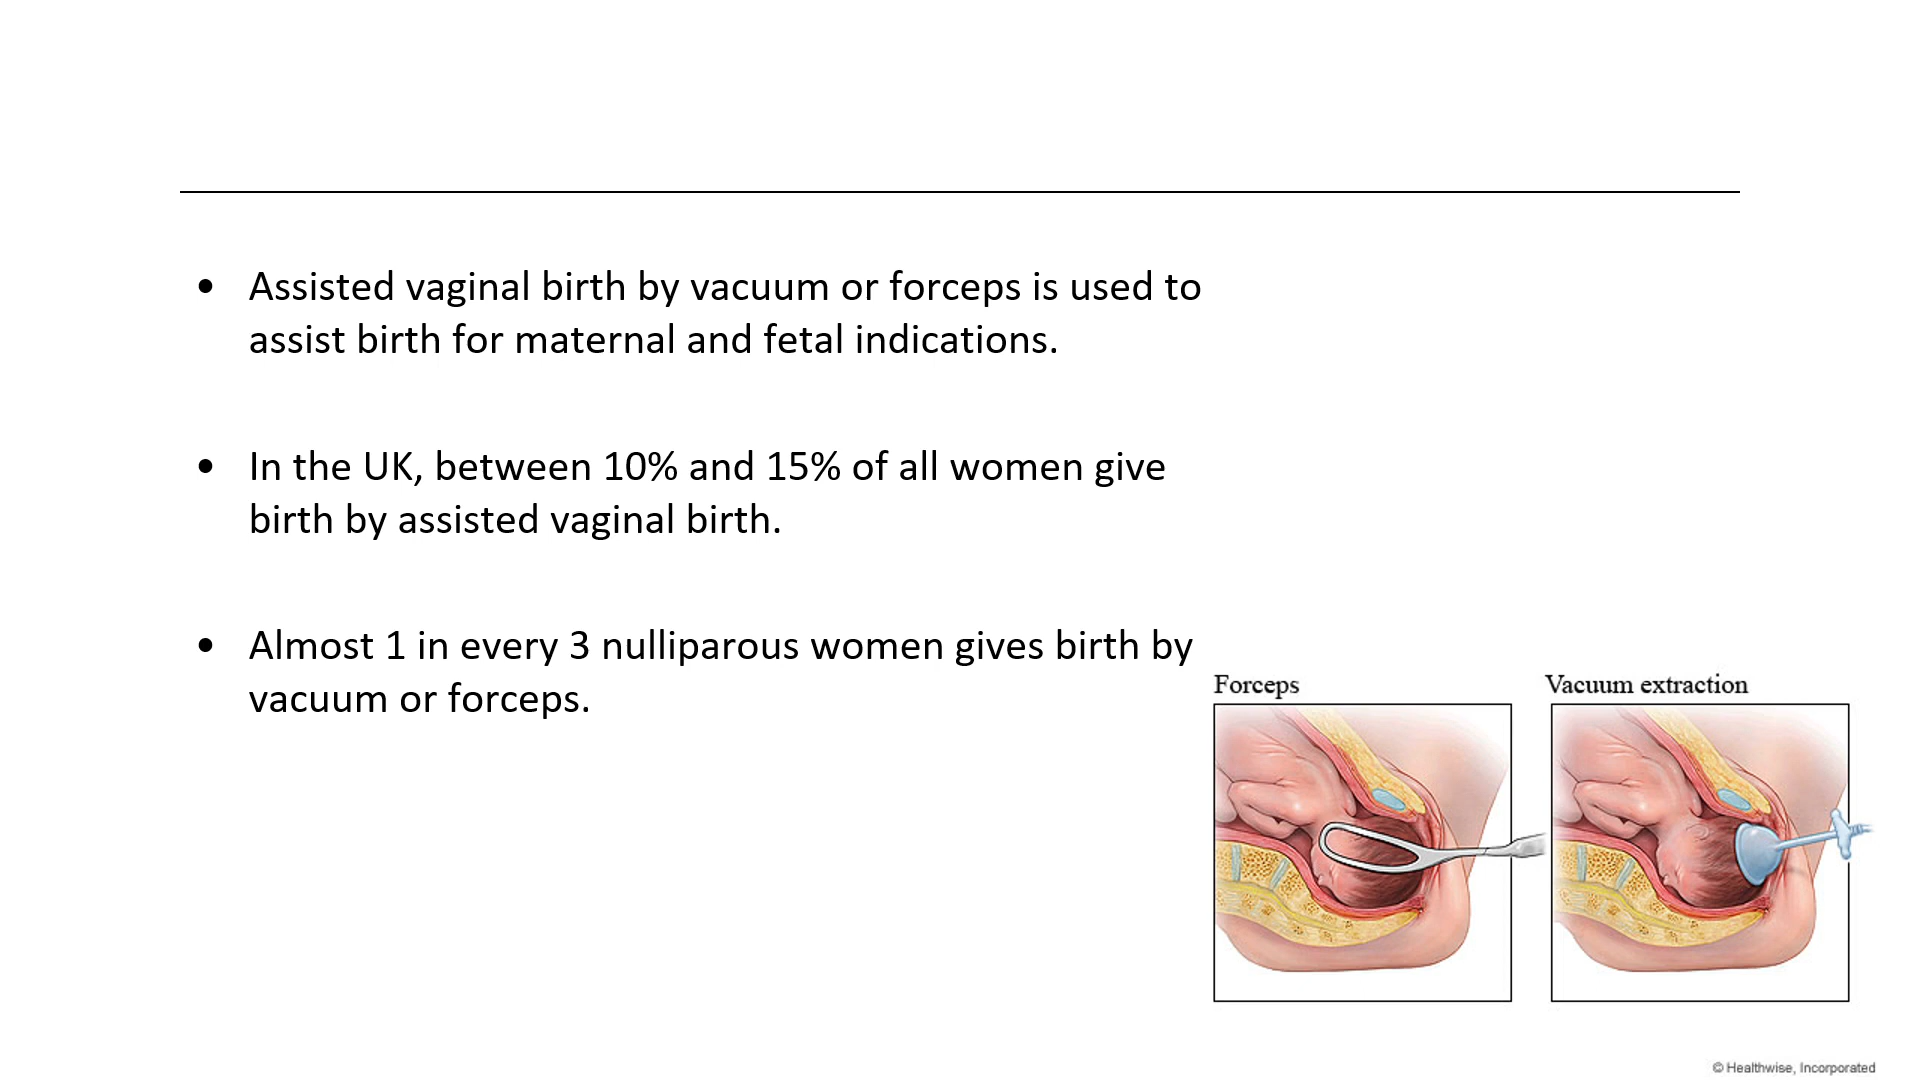 • Assisted vaginal birth by vacuum or forceps is used to
assist birth for maternal and fetal indications.
• In the UK, between 10% and 15% of all women give
birth by assisted vaginal birth.
• Almost 1 in every 3 nulliparous women gives birth by
vacuum or forceps.
Forceps
Vacuum extraction
© Healthwise, Incorporated